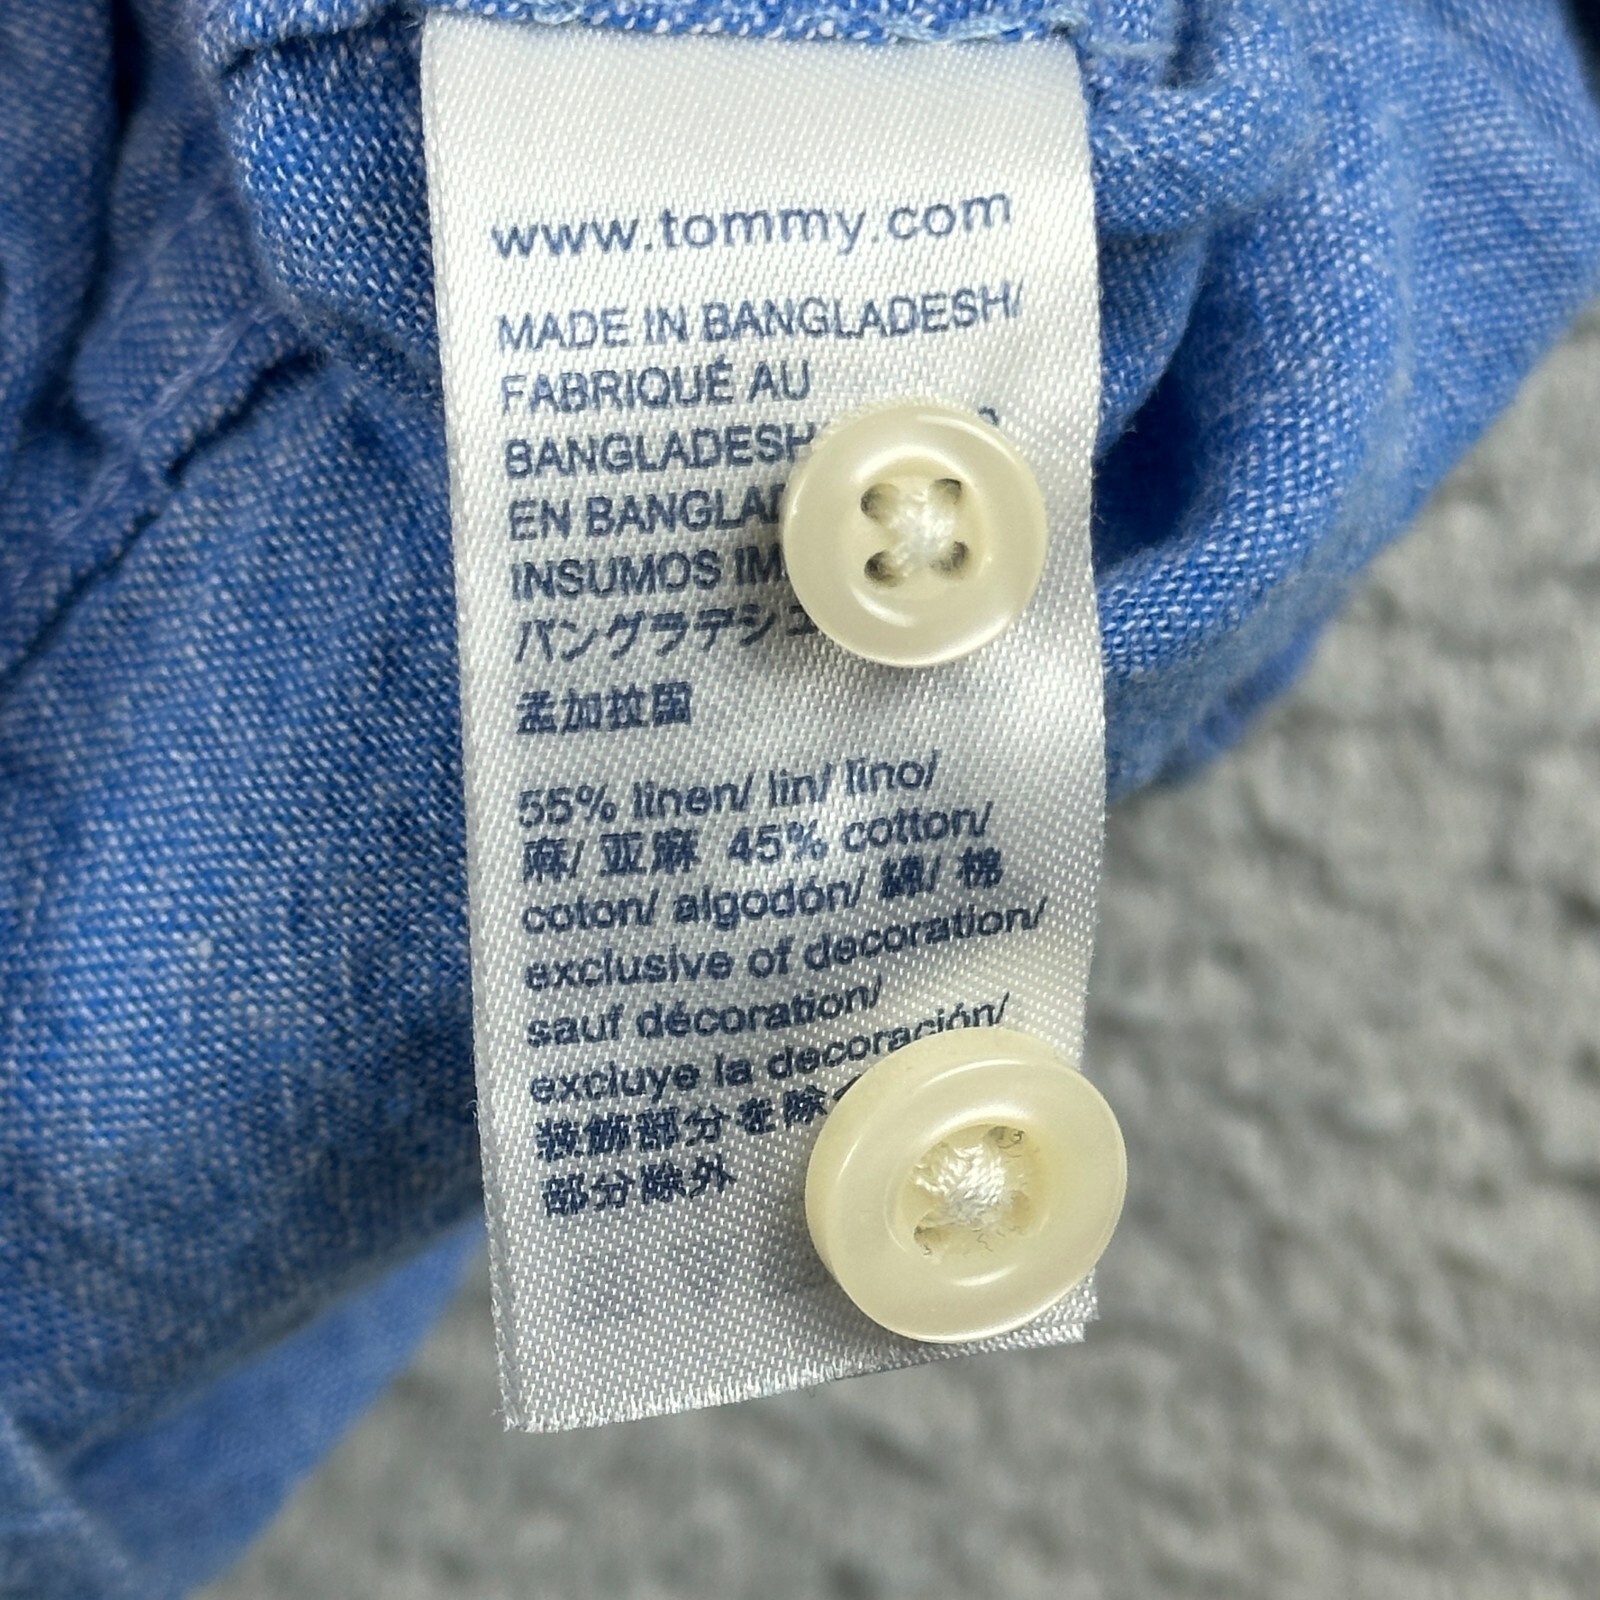 www.tommy.com
MADE IN BANGLADESH/
FABRIQUÉ AU
BANGLADESH
EN BANGLAD
INSUMOS IM
バングラデシュ
孟加拉国
55% linen/ lin/ lino/
麻/ 亚麻 45% cotton/
coton/ algodón/ 綿/ 棉
exclusive of decoration/
sauf décoration/
excluye la decoración/
装飾部分を除
部分除外